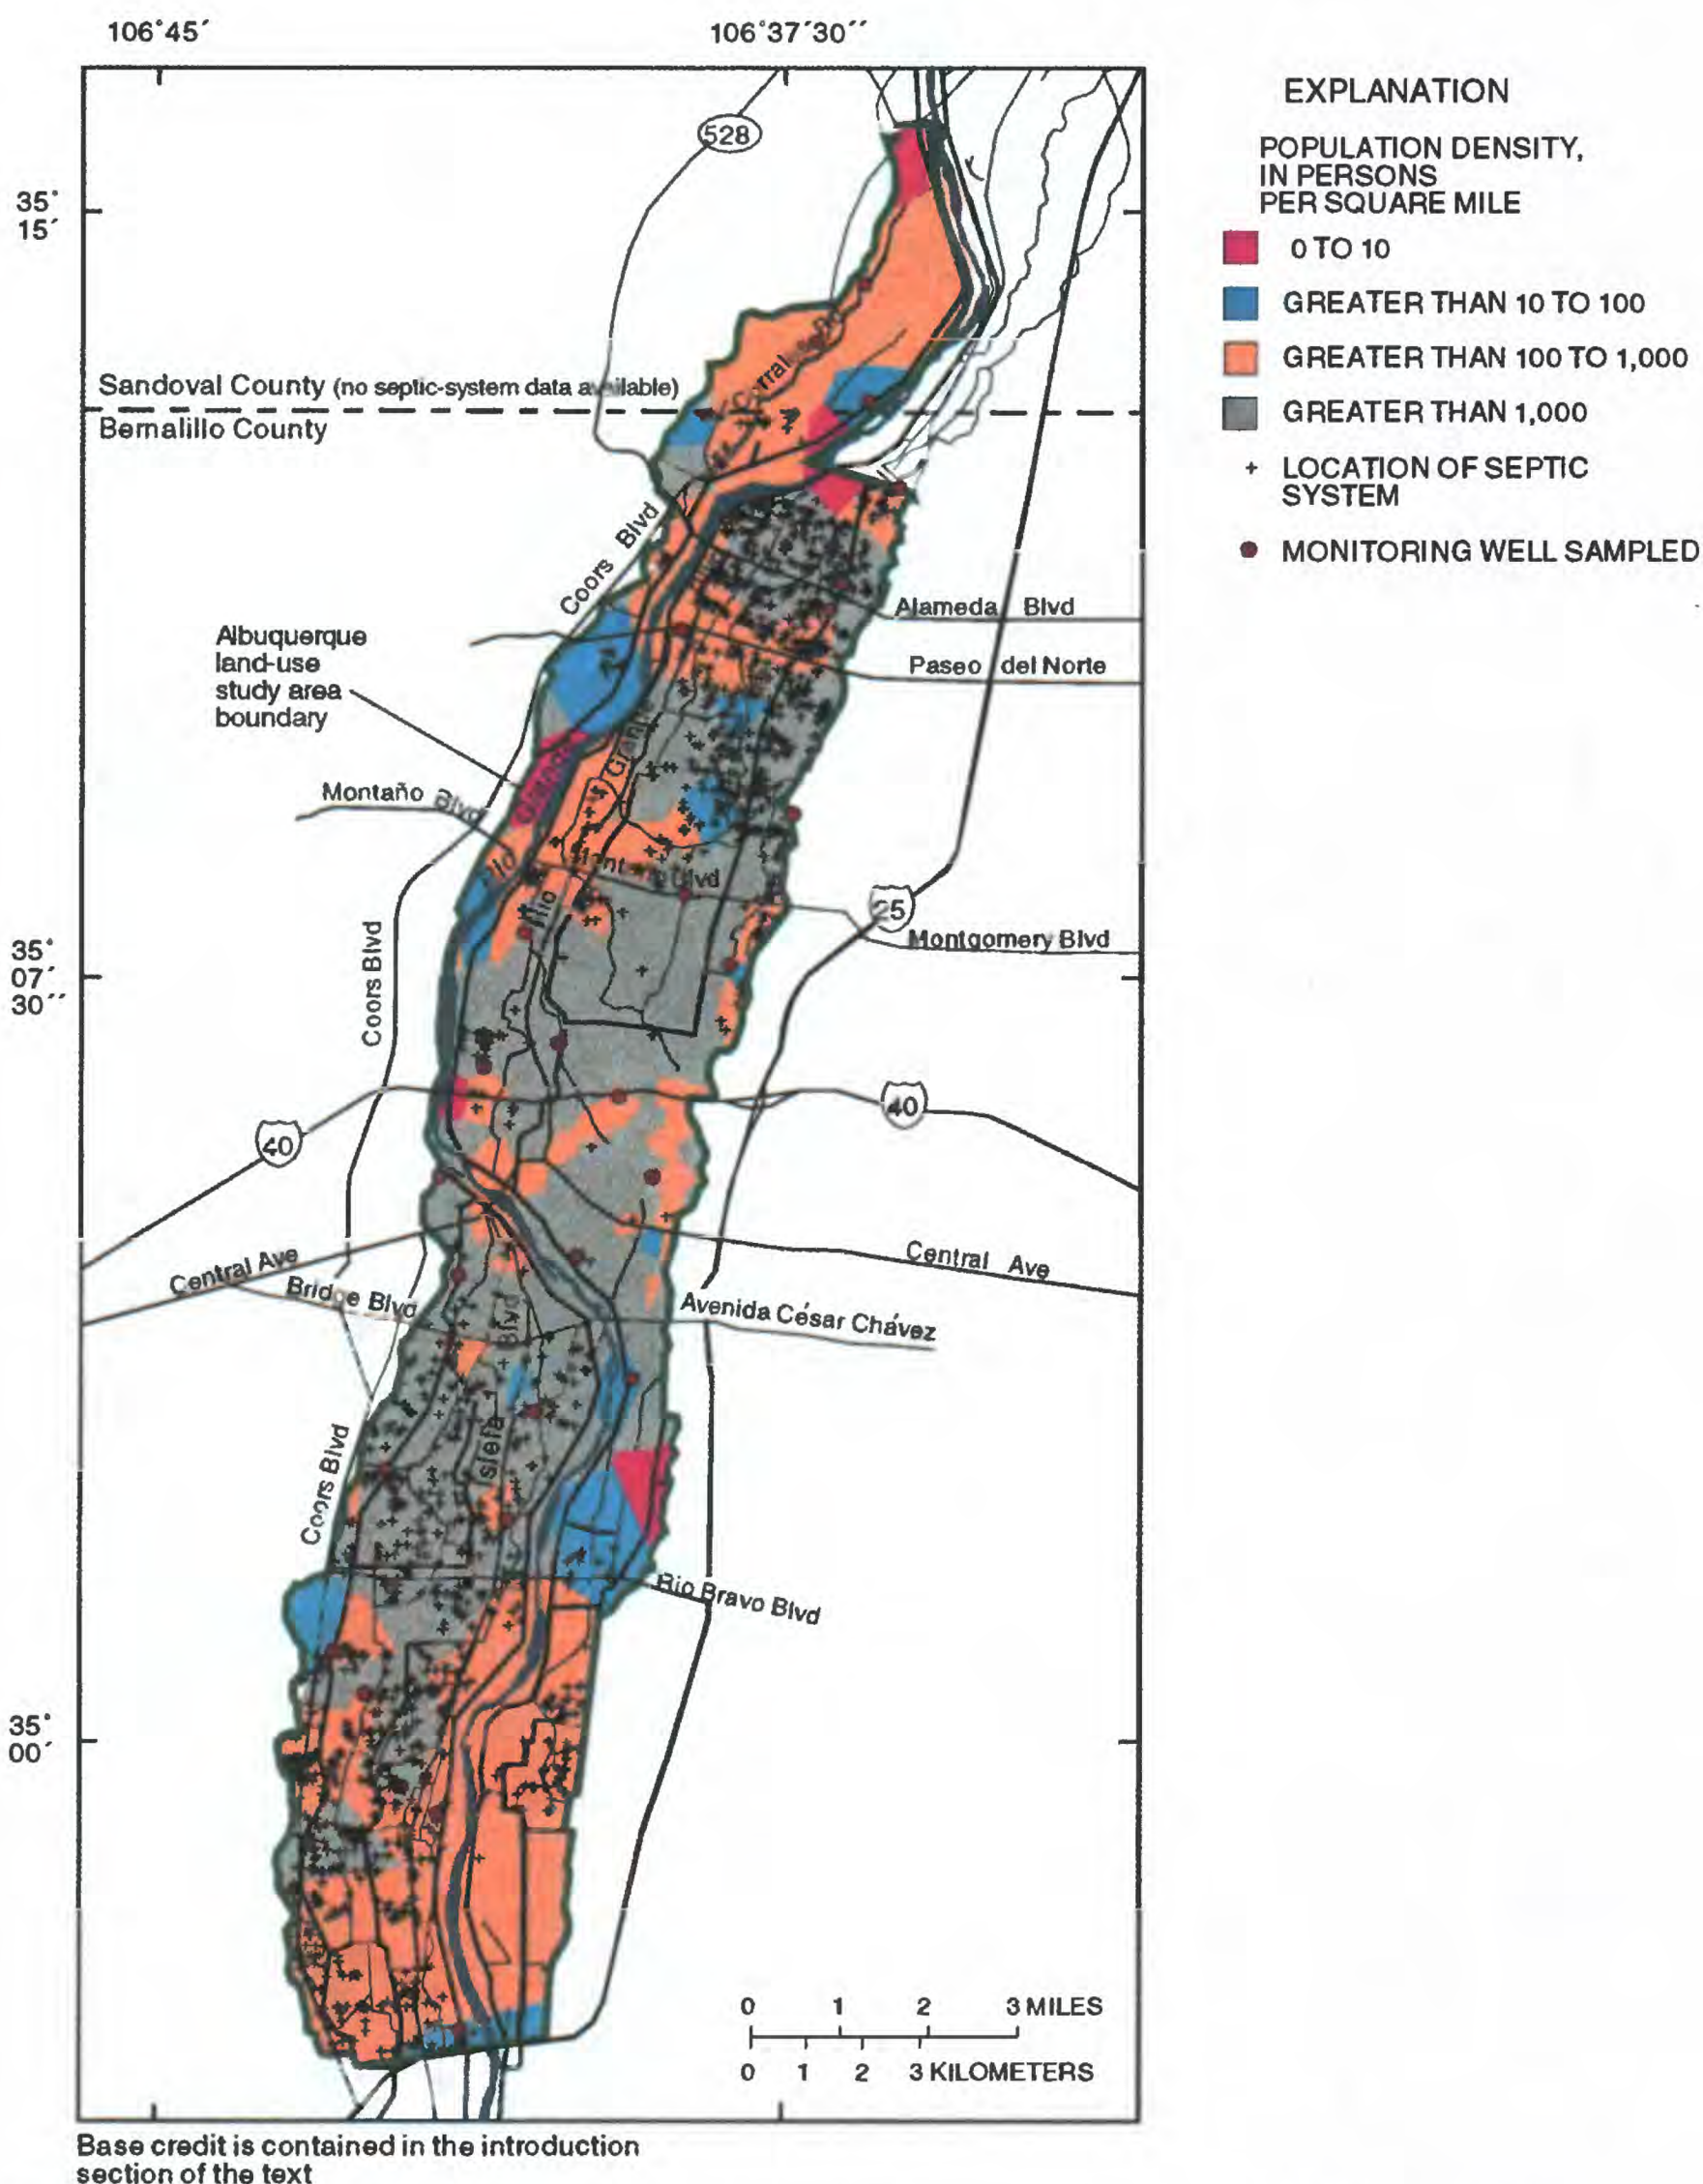 106°45´
106°37´30´´
EXPLANATION
POPULATION DENSITY,
IN PERSONS
PER SQUARE MILE
0 TO 10
GREATER THAN 10 TO 100
GREATER THAN 100 TO 1,000
GREATER THAN 1,000
+ LOCATION OF SEPTIC
SYSTEM
MONITORING WELL SAMPLED
528
35°
15´
Corral
Sandoval County (no septic-system data available)
Bernalillo County
Coors Blvd
Alameda Blvd
Paseo del Norte
Albuquerque
land-use
study area
boundary
Montaño Blvd
Rio
Blvd
25
Montgomery Blvd
35°
07´
30´´
Coors Blvd
40
40
Central Ave
Central Ave
Bridge Blvd
Avenida César Chávez
Blvd
Isleta
Coors Blvd
Rio Bravo Blvd
35°
00´
0 1 2 3 MILES
0 1 2 3 KILOMETERS
Base credit is contained in the introduction
section of the text